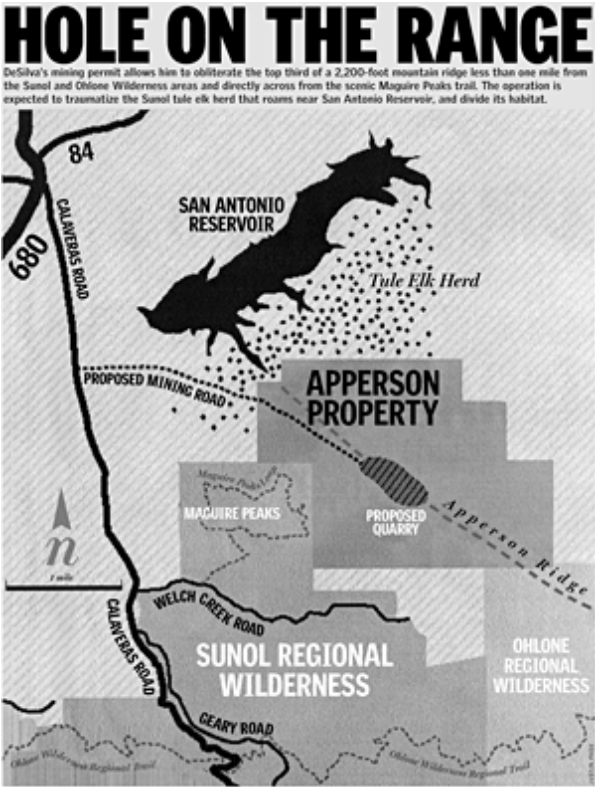 HOLE ON THE RANGE
DeSilva's mining permit allows him to obliterate the top third of a 2,200-foot mountain ridge less than one mile from
the Sunol and Ohlone Wilderness areas and directly across from the scenic Maguire Peaks trail. The operation is
expected to traumatize the Sunol tule elk herd that roams near San Antonio Reservoir, and divide its habitat.
84
680
CALAVERAS ROAD
SAN ANTONIO
RESERVOIR
Tule Elk Herd
PROPOSED MINING ROAD
APPERSON
PROPERTY
Maguire Peaks Loop
MAGUIRE PEAKS
PROPOSED
QUARRY
Apperson Ridge
n
1 mile
WELCH CREEK ROAD
CALAVERAS ROAD
SUNOL REGIONAL
WILDERNESS
OHLONE
REGIONAL
WILDERNESS
GEARY ROAD
Ohlone Wilderness Regional Trail
Ohlone Wilderness Regional Trail